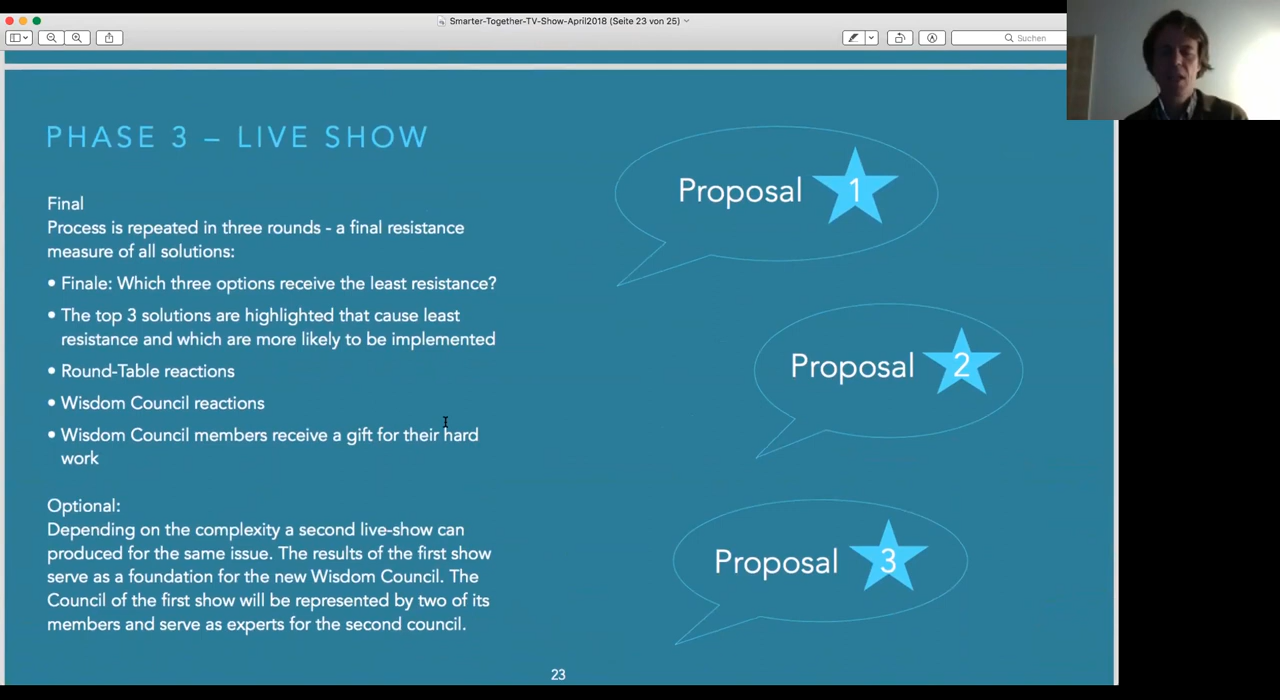 Smarter-Together-TV-Show-April2018 (Seite 23 von 25)
Suchen
PHASE 3 – LIVE SHOW
Final
Process is repeated in three rounds - a final resistance
measure of all solutions:
• Finale: Which three options receive the least resistance?
• The top 3 solutions are highlighted that cause least
resistance and which are more likely to be implemented
• Round-Table reactions
• Wisdom Council reactions
• Wisdom Council members receive a gift for their hard
work
Optional:
Depending on the complexity a second live-show can
produced for the same issue. The results of the first show
serve as a foundation for the new Wisdom Council. The
Council of the first show will be represented by two of its
members and serve as experts for the second council.
Proposal 1
Proposal 2
Proposal 3
23